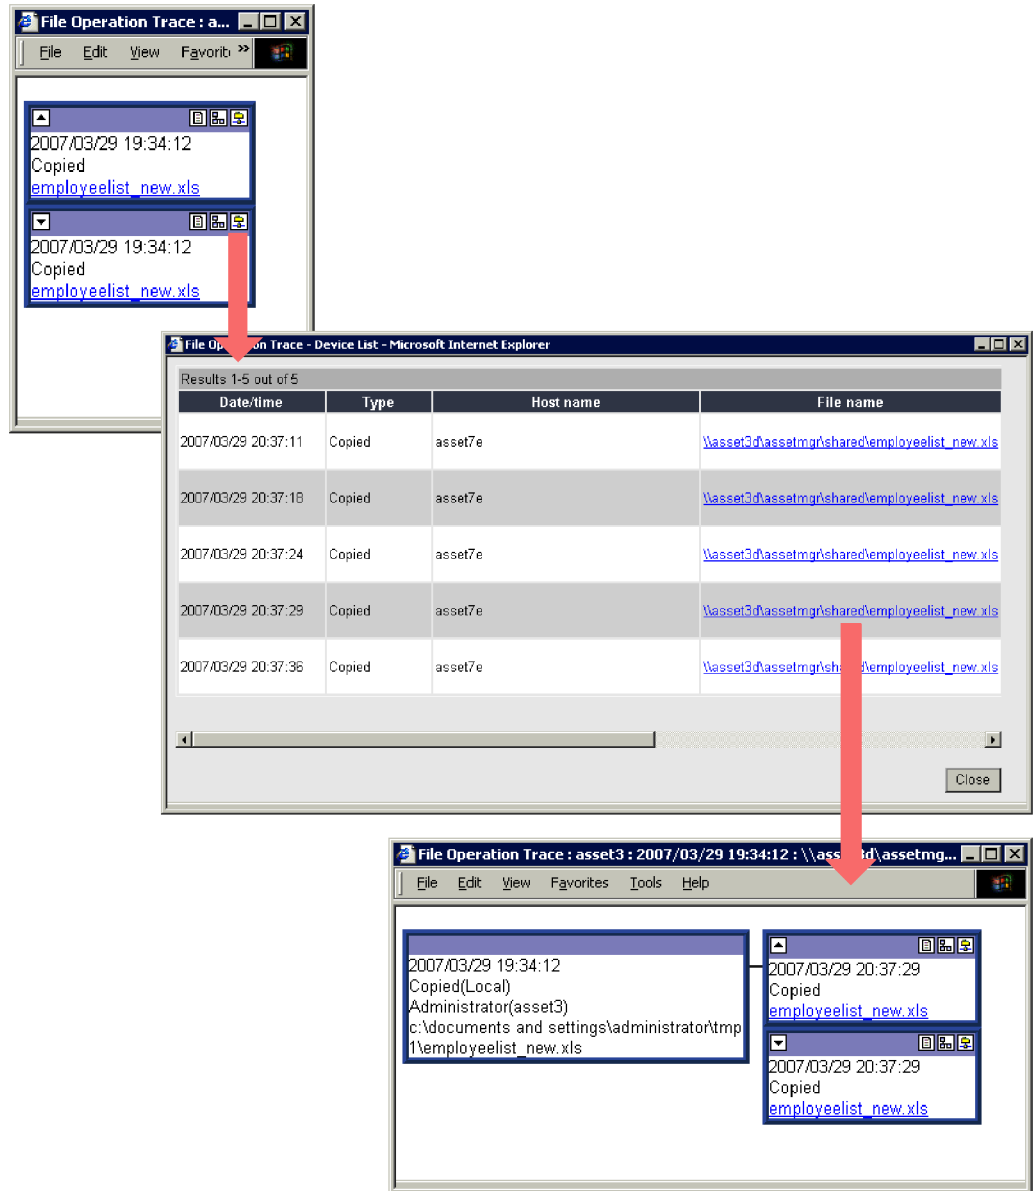 File Operation Trace : a...
File Edit View Favorit »
2007/03/29 19:34:12
Copied
employeelist_new.xls
2007/03/29 19:34:12
Copied
employeelist_new.xls
File Op on Trace - Device List - Microsoft Internet Explorer
Results 1-5 out of 5
Date/time Type Host name File name
2007/03/29 20:37:11 Copied asset7e \\asset3d\assetmgr\shared\employeelist_new.xls
2007/03/29 20:37:18 Copied asset7e \\asset3d\assetmgr\shared\employeelist_new.xls
2007/03/29 20:37:24 Copied asset7e \\asset3d\assetmgr\shared\employeelist_new.xls
2007/03/29 20:37:29 Copied asset7e \\asset3d\assetmgr\shared\employeelist_new.xls
2007/03/29 20:37:36 Copied asset7e \\asset3d\assetmgr\sh d\employeelist_new.xls
Close
File Operation Trace : asset3 : 2007/03/29 19:34:12 : \\ass 3d\assetmg...
File Edit View Favorites Tools Help
2007/03/29 19:34:12
Copied(Local)
Administrator(asset3)
c:\documents and settings\administrator\tmp
1\employeelist_new.xls
2007/03/29 20:37:29
Copied
employeelist_new.xls
2007/03/29 20:37:29
Copied
employeelist_new.xls